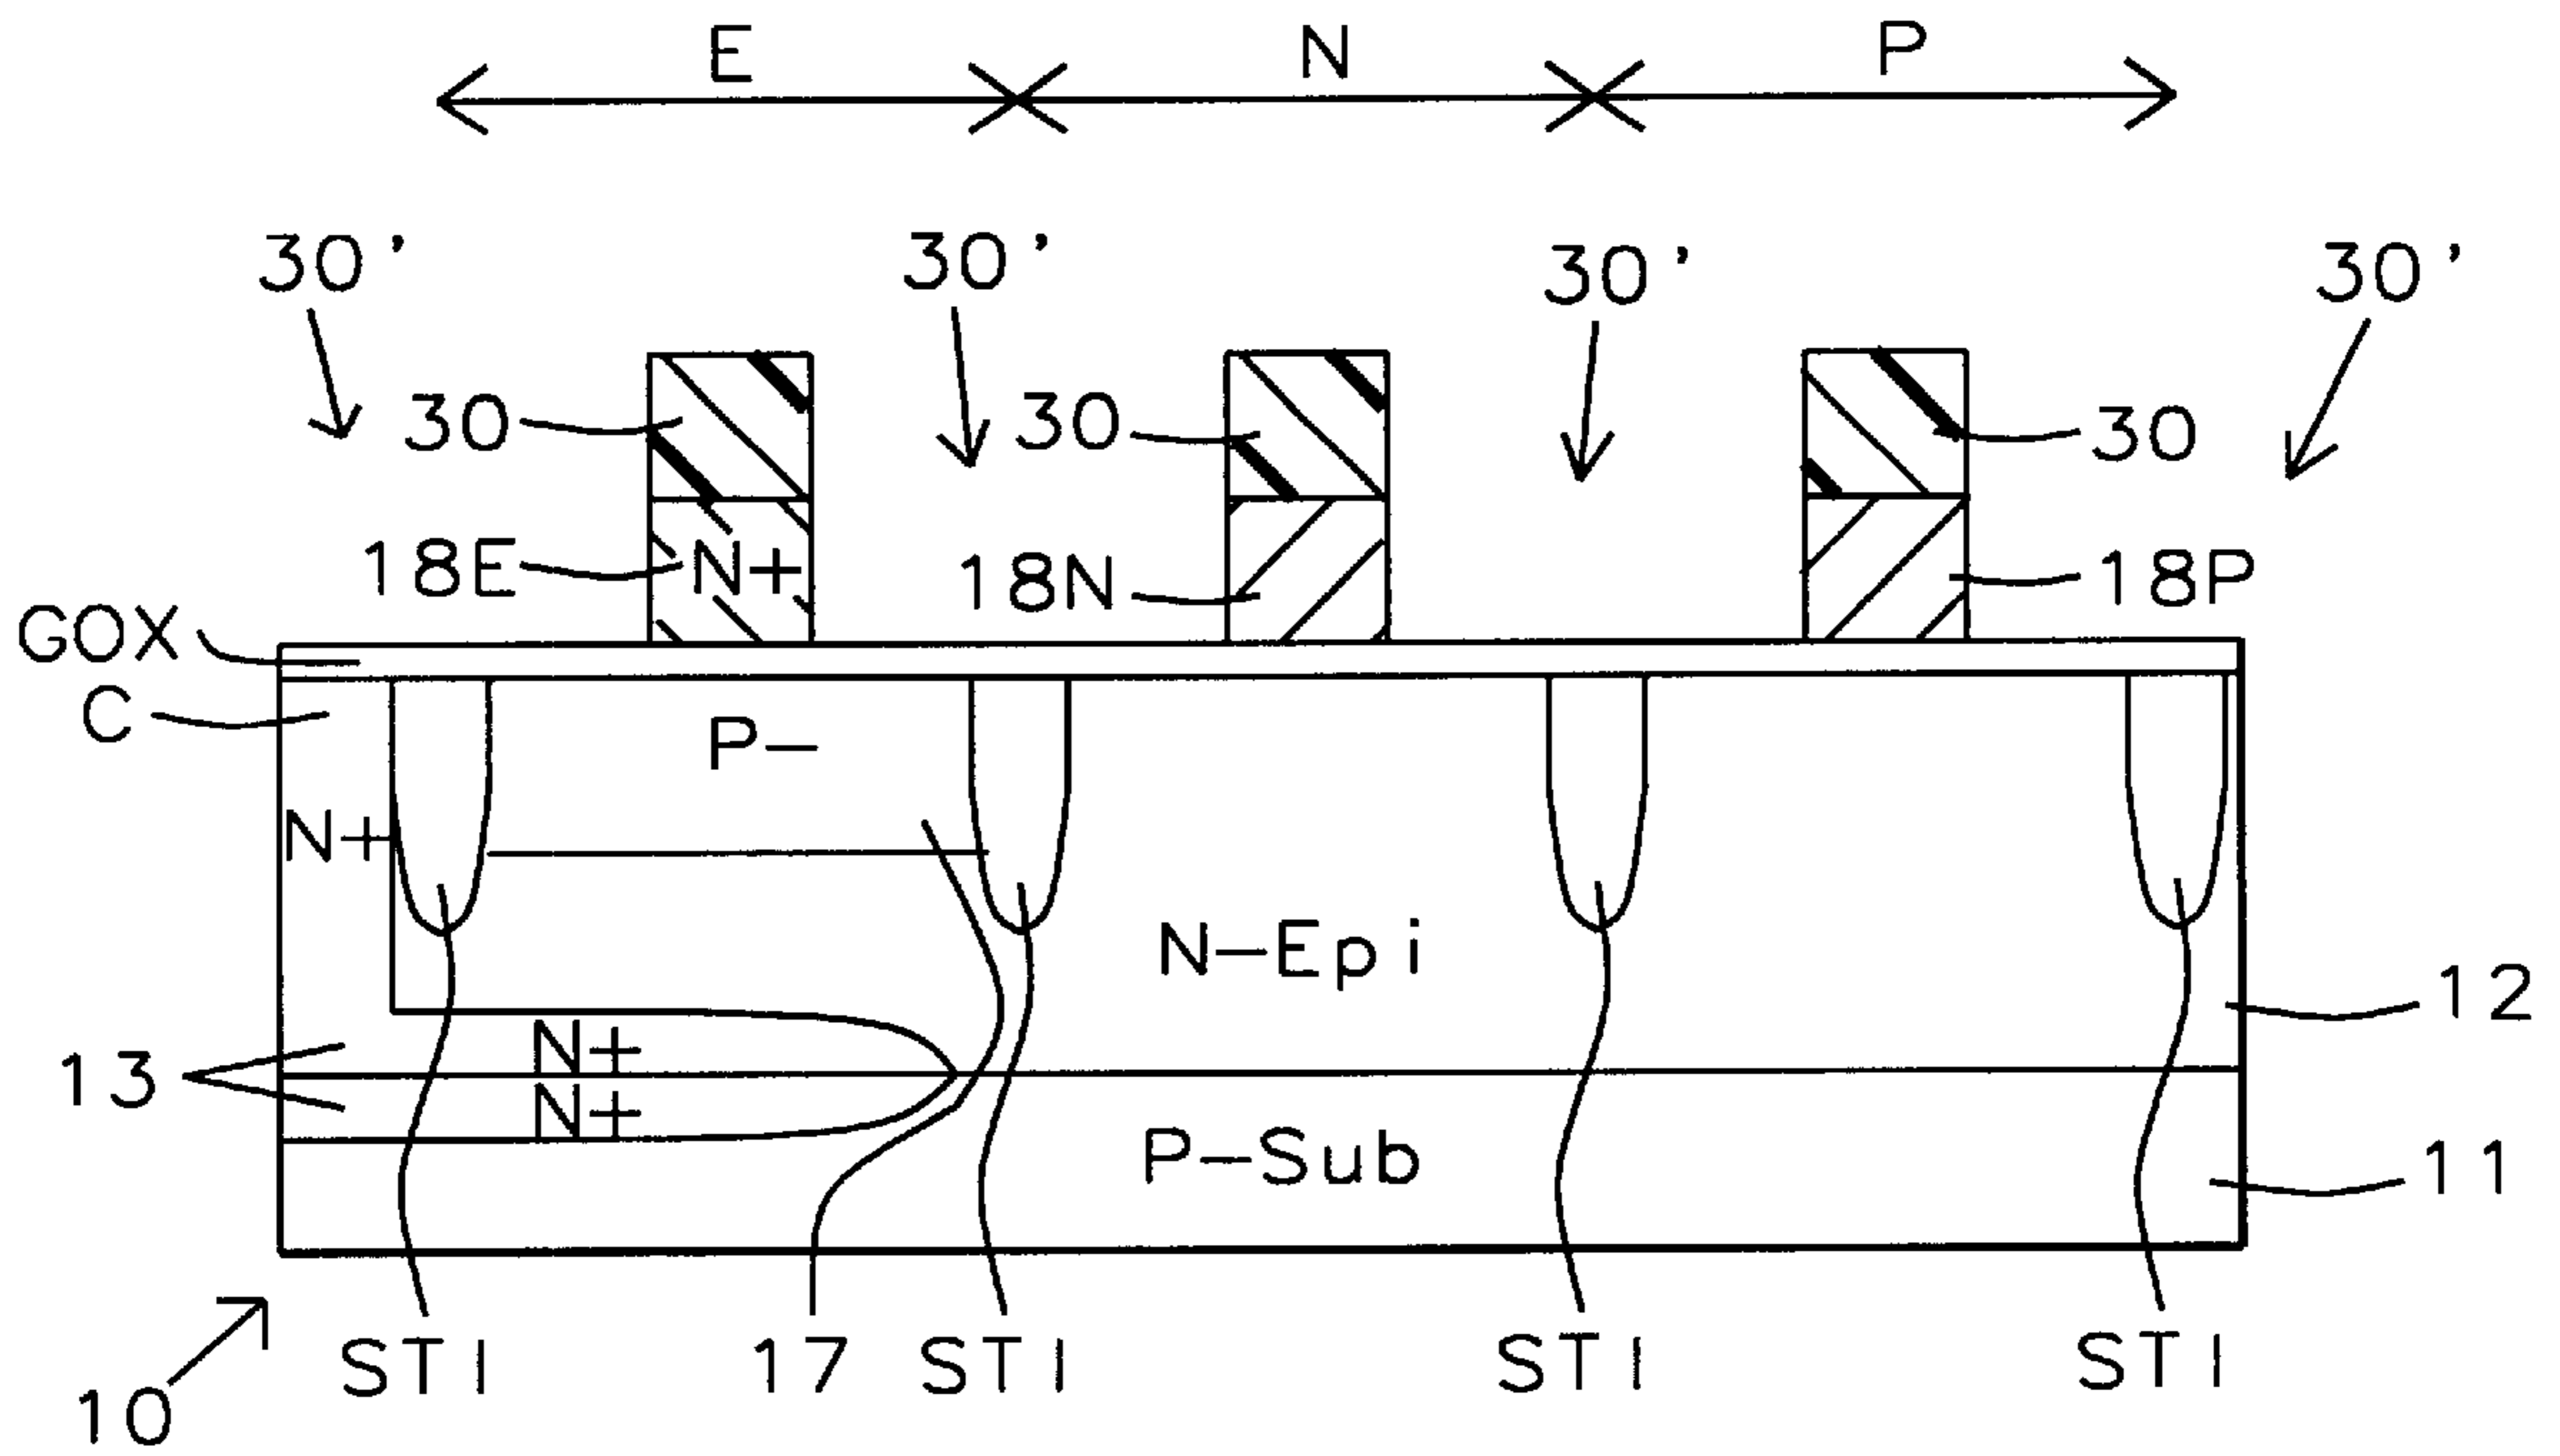 E N P
30' 30' 30' 30'
30 30 30
18E N+ 18N 18P
GOX
C P-
N+
N-Epi
12
13 N+
N+
P-Sub
11
STI 17 STI STI STI
10